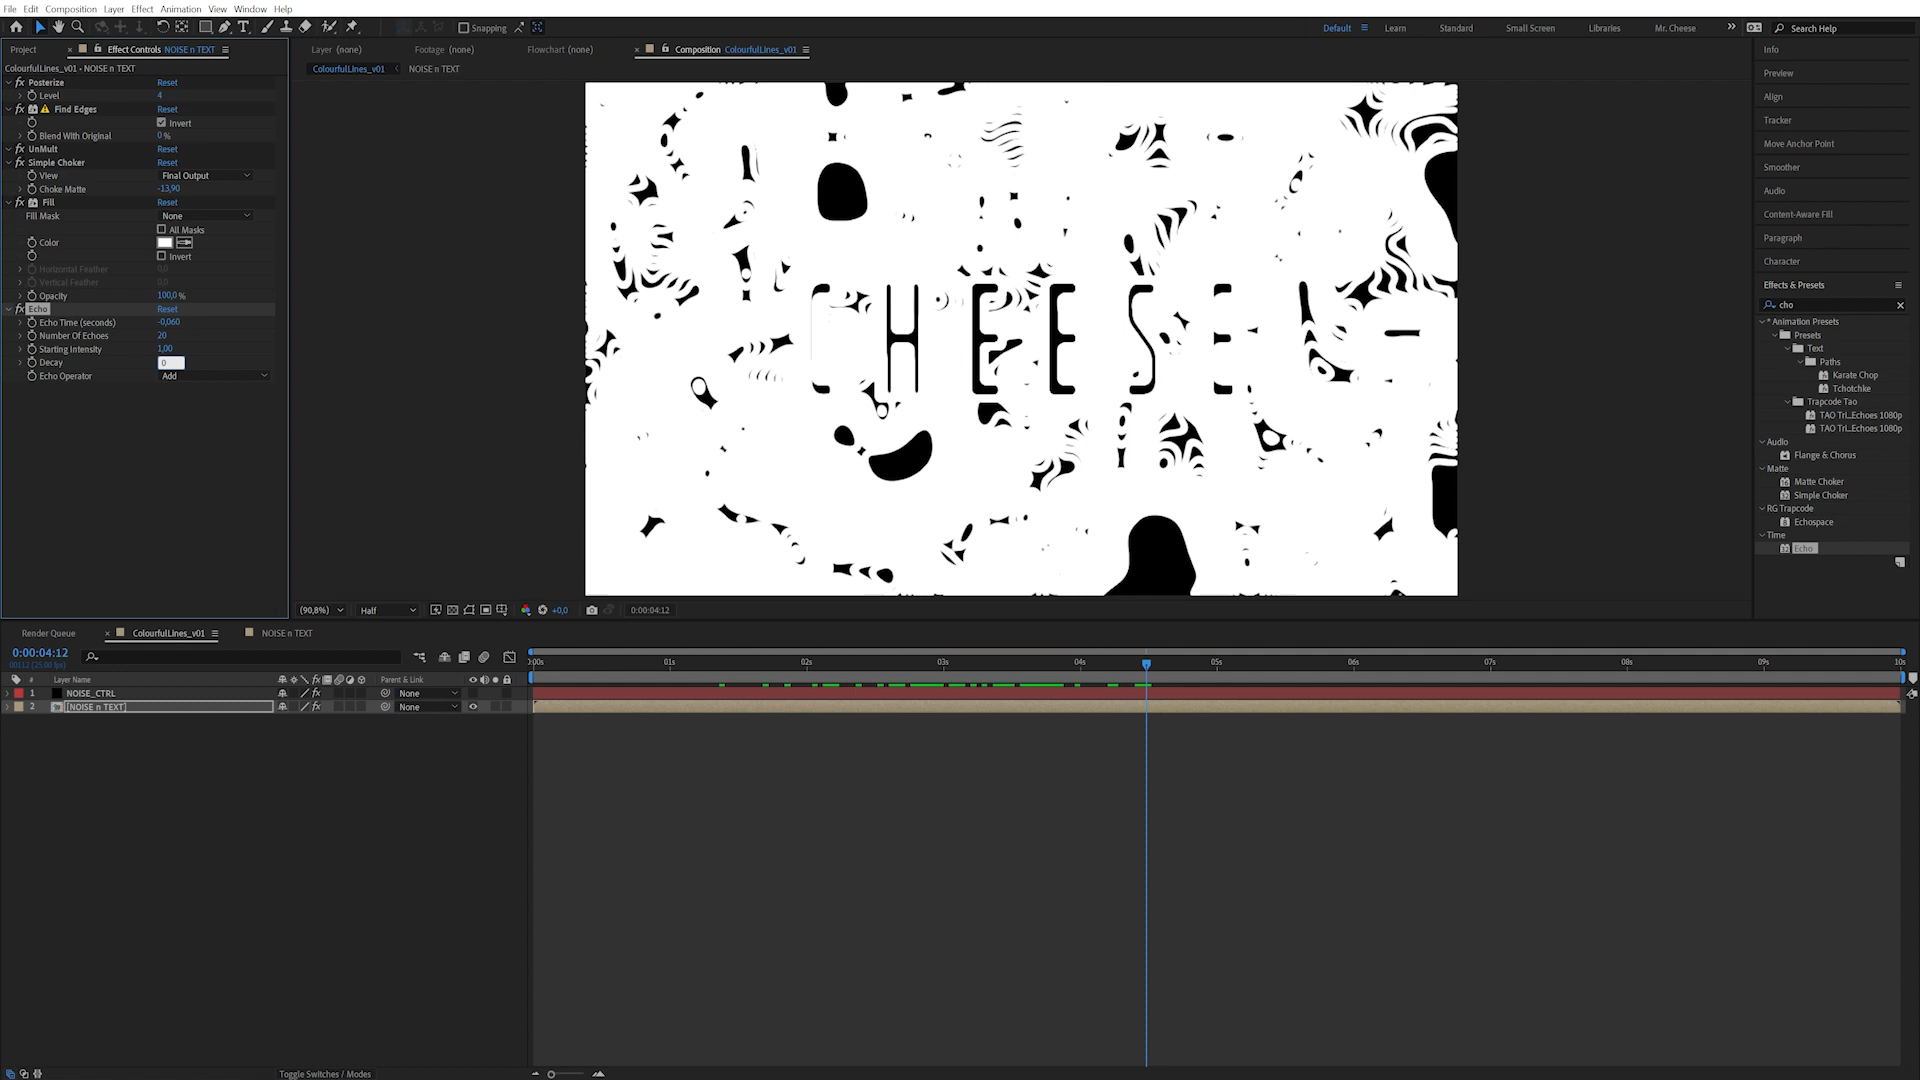 File Edit Composition Layer Effect Animation View Window Help
Snapping
Default Learn Standard Small Screen Libraries Mr. Cheese Search Help
Project Effect Controls NOISE n TEXT
Layer (none) Footage (none) Flowchart (none) Composition ColourfulLines_v01
ColourfulLines_v01 • NOISE n TEXT
ColourfulLines_v01 NOISE n TEXT
Posterize Reset
Level 4
Find Edges Reset
Invert
Blend With Original 0 %
UnMult Reset
Simple Choker Reset
View Final Output
Choke Matte -13,90
Fill Reset
Fill Mask None
All Masks
Color
Invert
Horizontal Feather 0,0
Vertical Feather 0,0
Opacity 100,0 %
Echo Reset
Echo Time (seconds) -0,060
Number Of Echoes 20
Starting Intensity 1,00
Decay 0
Echo Operator Add
CHEESE
(90,8%) Half +0,0 0:00:04:12
Info
Preview
Align
Tracker
Move Anchor Point
Smoother
Audio
Content-Aware Fill
Paragraph
Character
Effects & Presets
cho
* Animation Presets
Presets
Text
Paths
Karate Chop
Tchotchke
Trapcode Tao
TAO Tri_Echoes 1080p
TAO Tri_Echoes 1080p
Audio
Flange & Chorus
Matte
Matte Choker
Simple Choker
RG Trapcode
Echospace
Time
Echo
Render Queue ColourfulLines_v01 NOISE n TEXT
0:00:04:12
00112 (25.00 fps)
:00s 01s 02s 03s 04s 05s 06s 07s 08s 09s 10s
# Layer Name Parent & Link
1 NOISE_CTRL None
2 [NOISE n TEXT] None
Toggle Switches / Modes